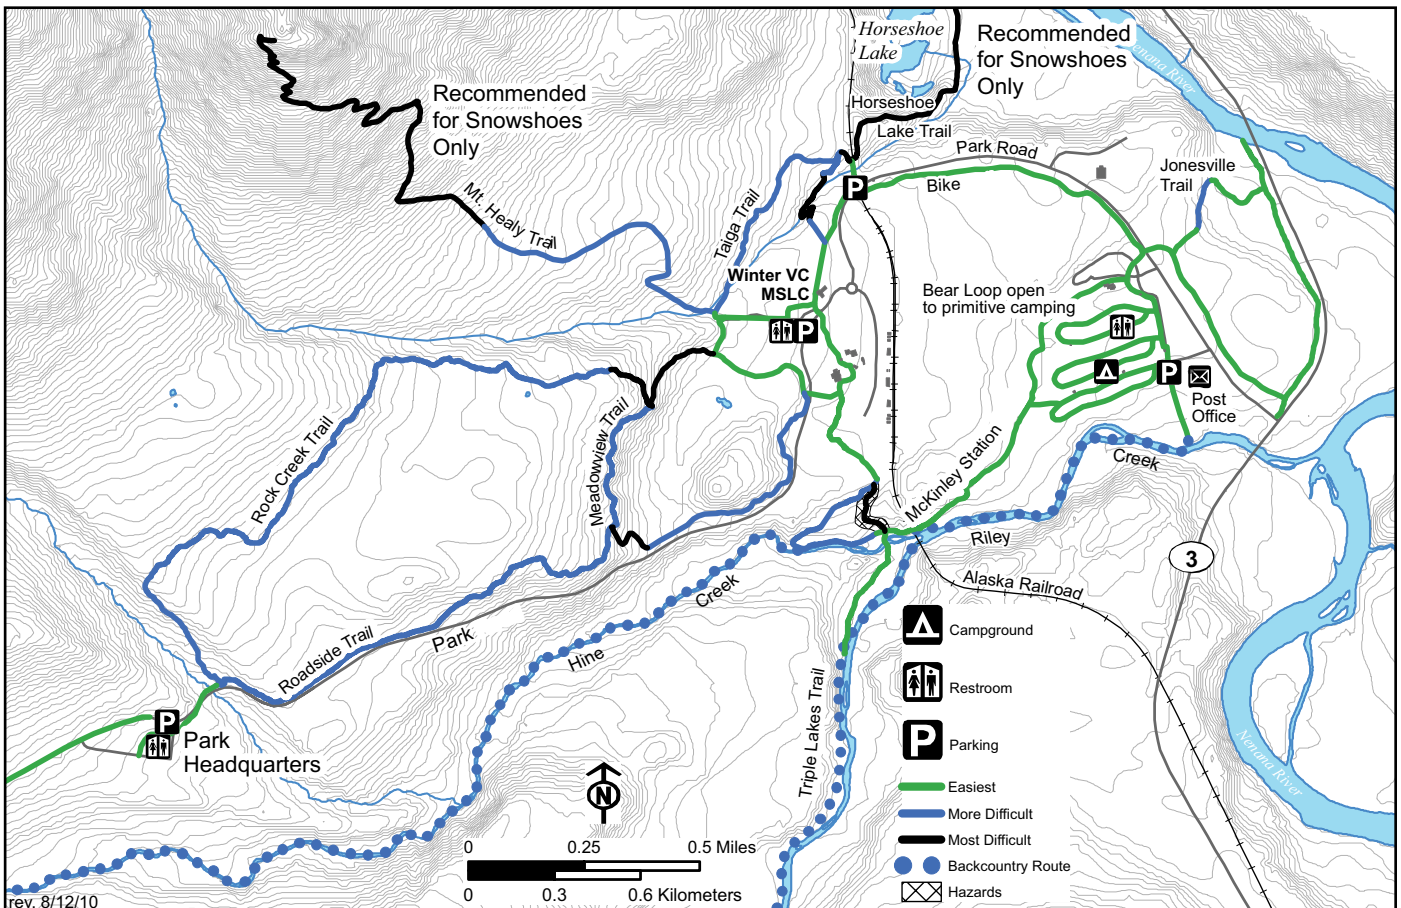 Horseshoe
Lake
Recommended
for Snowshoes
Only
Nenana River
Recommended
for Snowshoes
Only
Horseshoe
Lake Trail
Park Road
Bike
Jonesville
Trail
Mt. Healy Trail
Taiga Trail
Winter VC
MSLC
P
P
Bear Loop open
to primitive camping
P
Post
Office
Rock Creek Trail
Meadowview Trail
McKinley Station
Creek
Riley
3
Alaska Railroad
Creek
Hine
Park
Roadside Trail
P
Park
Headquarters
Triple Lakes Trail
Nenana River
Campground
Restroom
P
Parking
Easiest
More Difficult
Most Difficult
Backcountry Route
Hazards
N
0 0.25 0.5 Miles
0 0.3 0.6 Kilometers
rev. 8/12/10